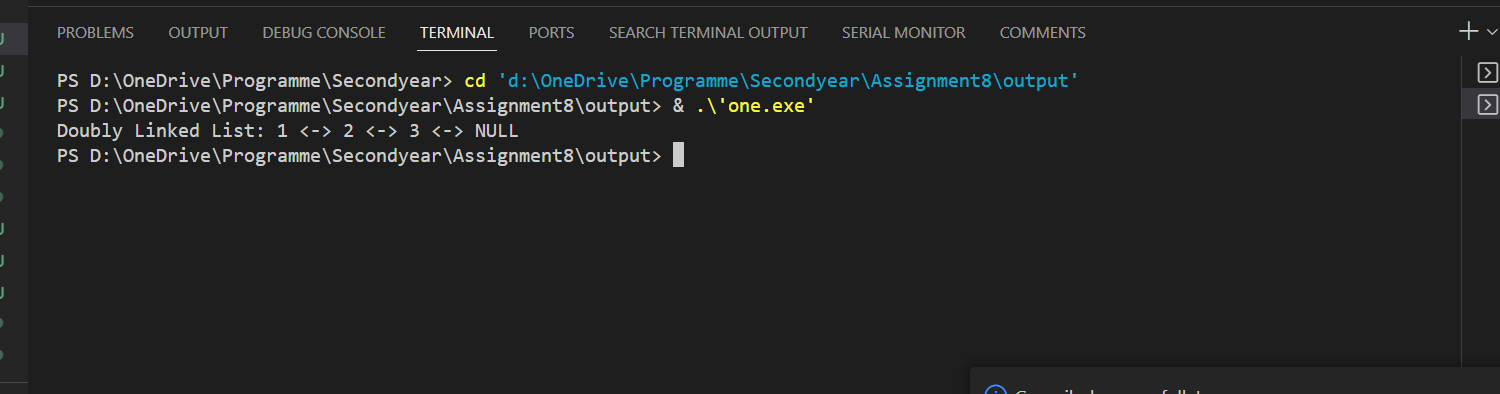 PROBLEMS OUTPUT DEBUG CONSOLE TERMINAL PORTS SEARCH TERMINAL OUTPUT SERIAL MONITOR COMMENTS
PS D:\OneDrive\Programme\Secondyear> cd 'd:\OneDrive\Programme\Secondyear\Assignment8\output'
PS D:\OneDrive\Programme\Secondyear\Assignment8\output> & .\'one.exe'
Doubly Linked List: 1 <-> 2 <-> 3 <-> NULL
PS D:\OneDrive\Programme\Secondyear\Assignment8\output>